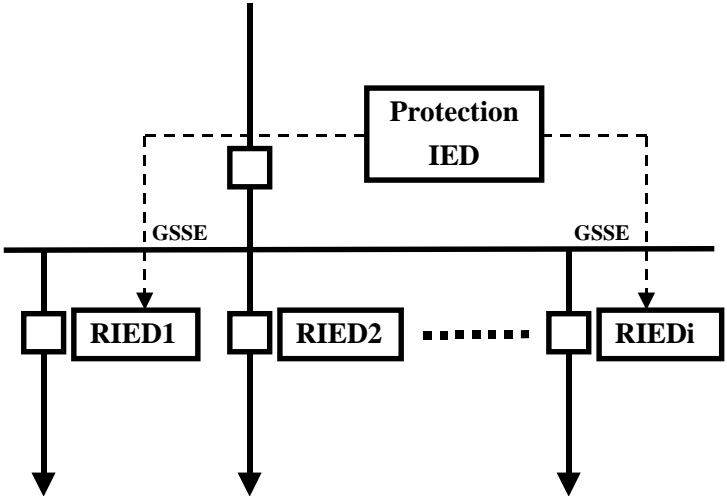 Protection
IED
GSSE
GSSE
RIED1
RIED2
RIEDi